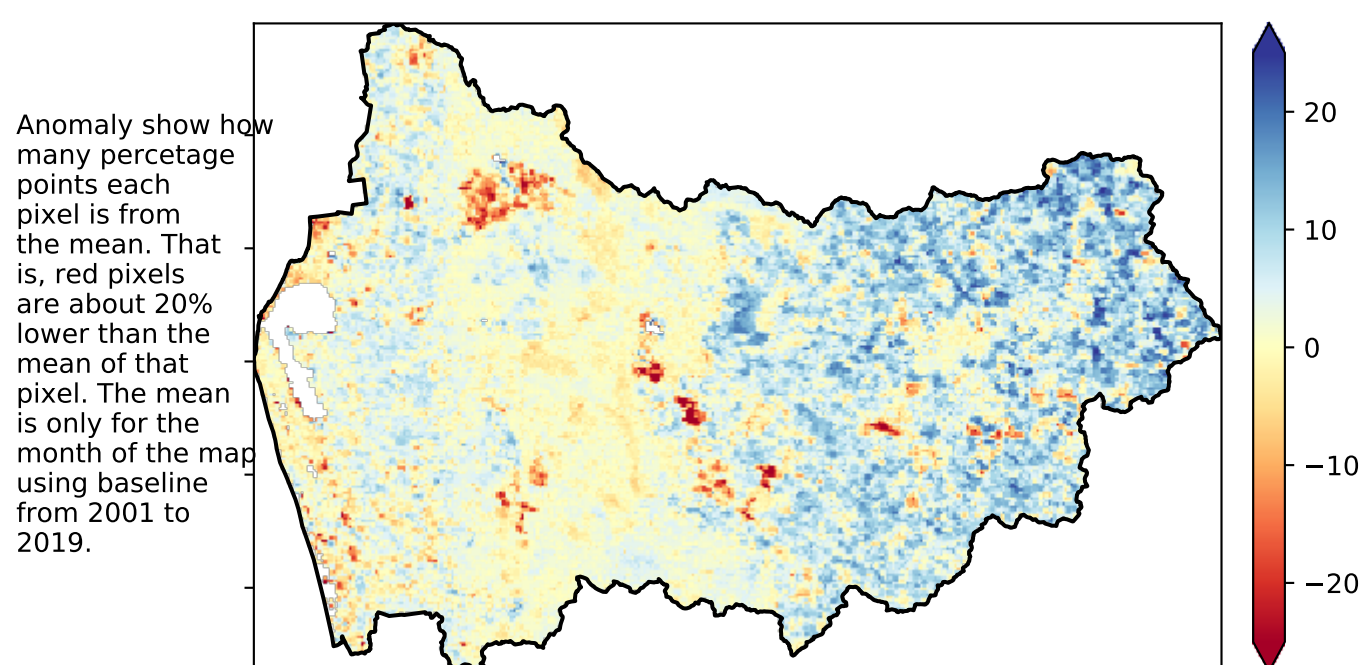 Anomaly show how
many percetage
points each
pixel is from
the mean. That
is, red pixels
are about 20%
lower than the
mean of that
pixel. The mean
is only for the
month of the map
using baseline
from 2001 to
2019.
20
10
0
−10
−20